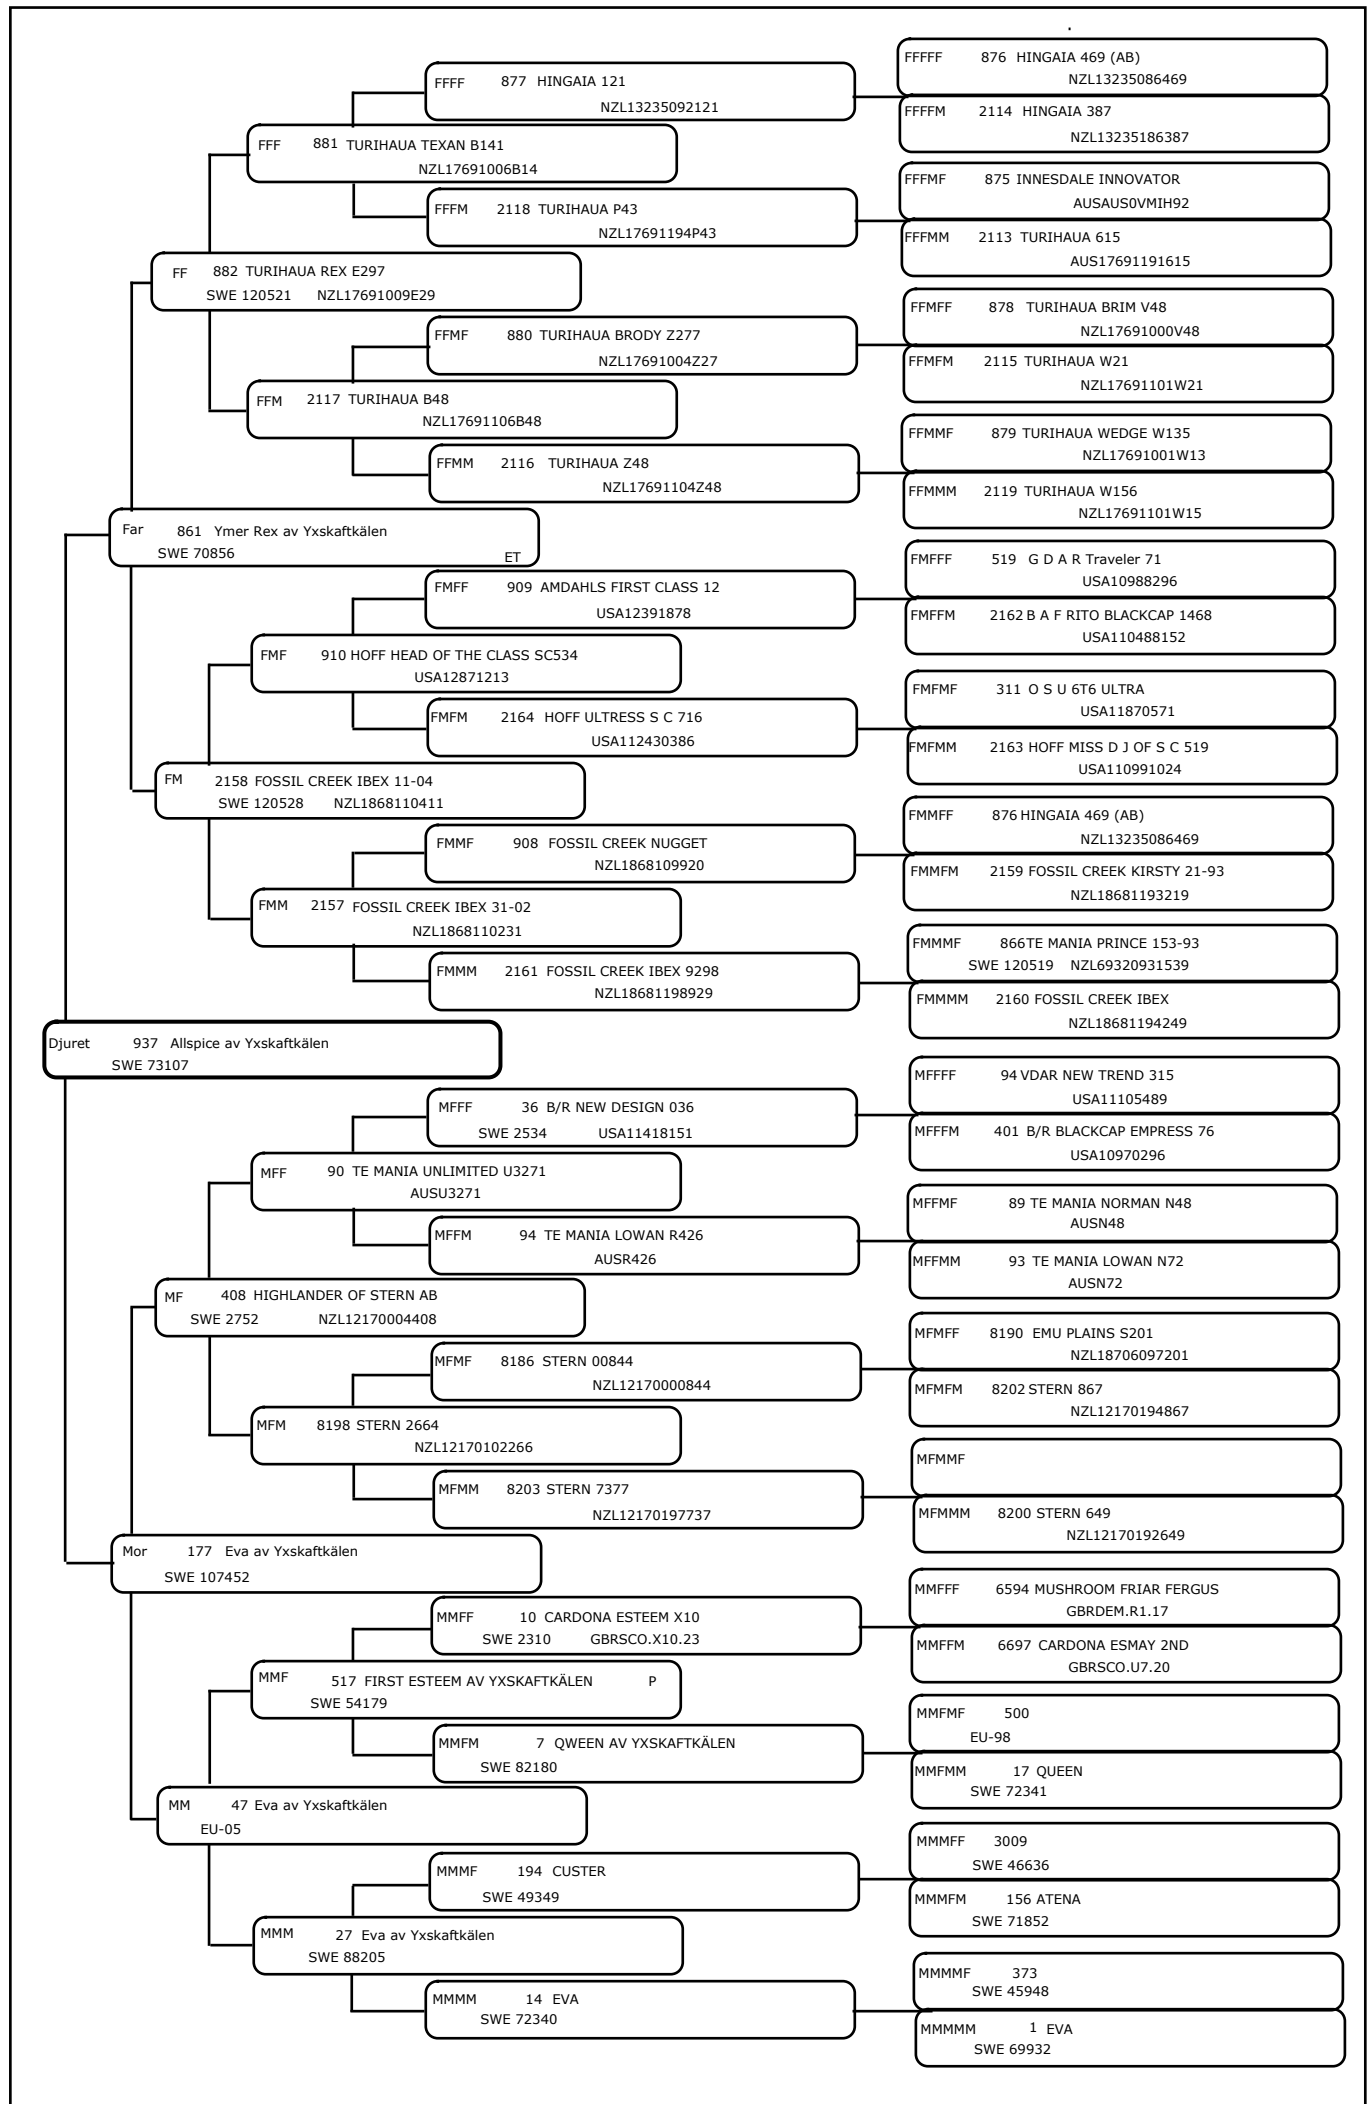 FFFFF 876 HINGAIA 469 (AB)
NZL13235086469
FFFF 877 HINGAIA 121
NZL13235092121
FFFFM 2114 HINGAIA 387
NZL13235186387
FFF 881 TURIHAUA TEXAN B141
NZL17691006B14
FFFMF 875 INNESDALE INNOVATOR
AUSAUS0VMIH92
FFFM 2118 TURIHAUA P43
NZL17691194P43
FFFMM 2113 TURIHAUA 615
AUS17691191615
FF 882 TURIHAUA REX E297
SWE 120521 NZL17691009E29
FFMFF 878 TURIHAUA BRIM V48
NZL17691000V48
FFMF 880 TURIHAUA BRODY Z277
NZL17691004Z27
FFMFM 2115 TURIHAUA W21
NZL17691101W21
FFM 2117 TURIHAUA B48
NZL17691106B48
FFMMF 879 TURIHAUA WEDGE W135
NZL17691001W13
FFMM 2116 TURIHAUA Z48
NZL17691104Z48
FFMMM 2119 TURIHAUA W156
NZL17691101W15
Far 861 Ymer Rex av Yxskaftkälen
SWE 70856 ET
FMFFF 519 G D A R Traveler 71
USA10988296
FMFF 909 AMDAHLS FIRST CLASS 12
USA12391878
FMFFM 2162 B A F RITO BLACKCAP 1468
USA110488152
FMF 910 HOFF HEAD OF THE CLASS SC534
USA12871213
FMFMF 311 O S U 6T6 ULTRA
USA11870571
FMFM 2164 HOFF ULTRESS S C 716
USA112430386
FMFMM 2163 HOFF MISS D J OF S C 519
USA110991024
FM 2158 FOSSIL CREEK IBEX 11-04
SWE 120528 NZL1868110411
FMMFF 876 HINGAIA 469 (AB)
NZL13235086469
FMMF 908 FOSSIL CREEK NUGGET
NZL1868109920
FMMFM 2159 FOSSIL CREEK KIRSTY 21-93
NZL18681193219
FMM 2157 FOSSIL CREEK IBEX 31-02
NZL1868110231
FMMMF 866TE MANIA PRINCE 153-93
SWE 120519 NZL69320931539
FMMM 2161 FOSSIL CREEK IBEX 9298
NZL18681198929
FMMMM 2160 FOSSIL CREEK IBEX
NZL18681194249
Djuret 937 Allspice av Yxskaftkälen
SWE 73107
MFFFF 94 VDAR NEW TREND 315
USA11105489
MFFF 36 B/R NEW DESIGN 036
SWE 2534 USA11418151
MFFFM 401 B/R BLACKCAP EMPRESS 76
USA10970296
MFF 90 TE MANIA UNLIMITED U3271
AUSU3271
MFFMF 89 TE MANIA NORMAN N48
AUSN48
MFFM 94 TE MANIA LOWAN R426
AUSR426
MFFMM 93 TE MANIA LOWAN N72
AUSN72
MF 408 HIGHLANDER OF STERN AB
SWE 2752 NZL12170004408
MFMFF 8190 EMU PLAINS S201
NZL18706097201
MFMF 8186 STERN 00844
NZL12170000844
MFMFM 8202 STERN 867
NZL12170194867
MFM 8198 STERN 2664
NZL12170102266
MFMMF
MFMM 8203 STERN 7377
NZL12170197737
MFMMM 8200 STERN 649
NZL12170192649
Mor 177 Eva av Yxskaftkälen
SWE 107452
MMFFF 6594 MUSHROOM FRIAR FERGUS
GBRDEM.R1.17
MMFF 10 CARDONA ESTEEM X10
SWE 2310 GBRSCO.X10.23
MMFFM 6697 CARDONA ESMAY 2ND
GBRSCO.U7.20
MMF 517 FIRST ESTEEM AV YXSKAFTKÄLEN P
SWE 54179
MMFMF 500
EU-98
MMFM 7 QWEEN AV YXSKAFTKÄLEN
SWE 82180
MMFMM 17 QUEEN
SWE 72341
MM 47 Eva av Yxskaftkälen
EU-05
MMMFF 3009
SWE 46636
MMMF 194 CUSTER
SWE 49349
MMMFM 156 ATENA
SWE 71852
MMM 27 Eva av Yxskaftkälen
SWE 88205
MMMMF 373
SWE 45948
MMMM 14 EVA
SWE 72340
MMMMM 1 EVA
SWE 69932